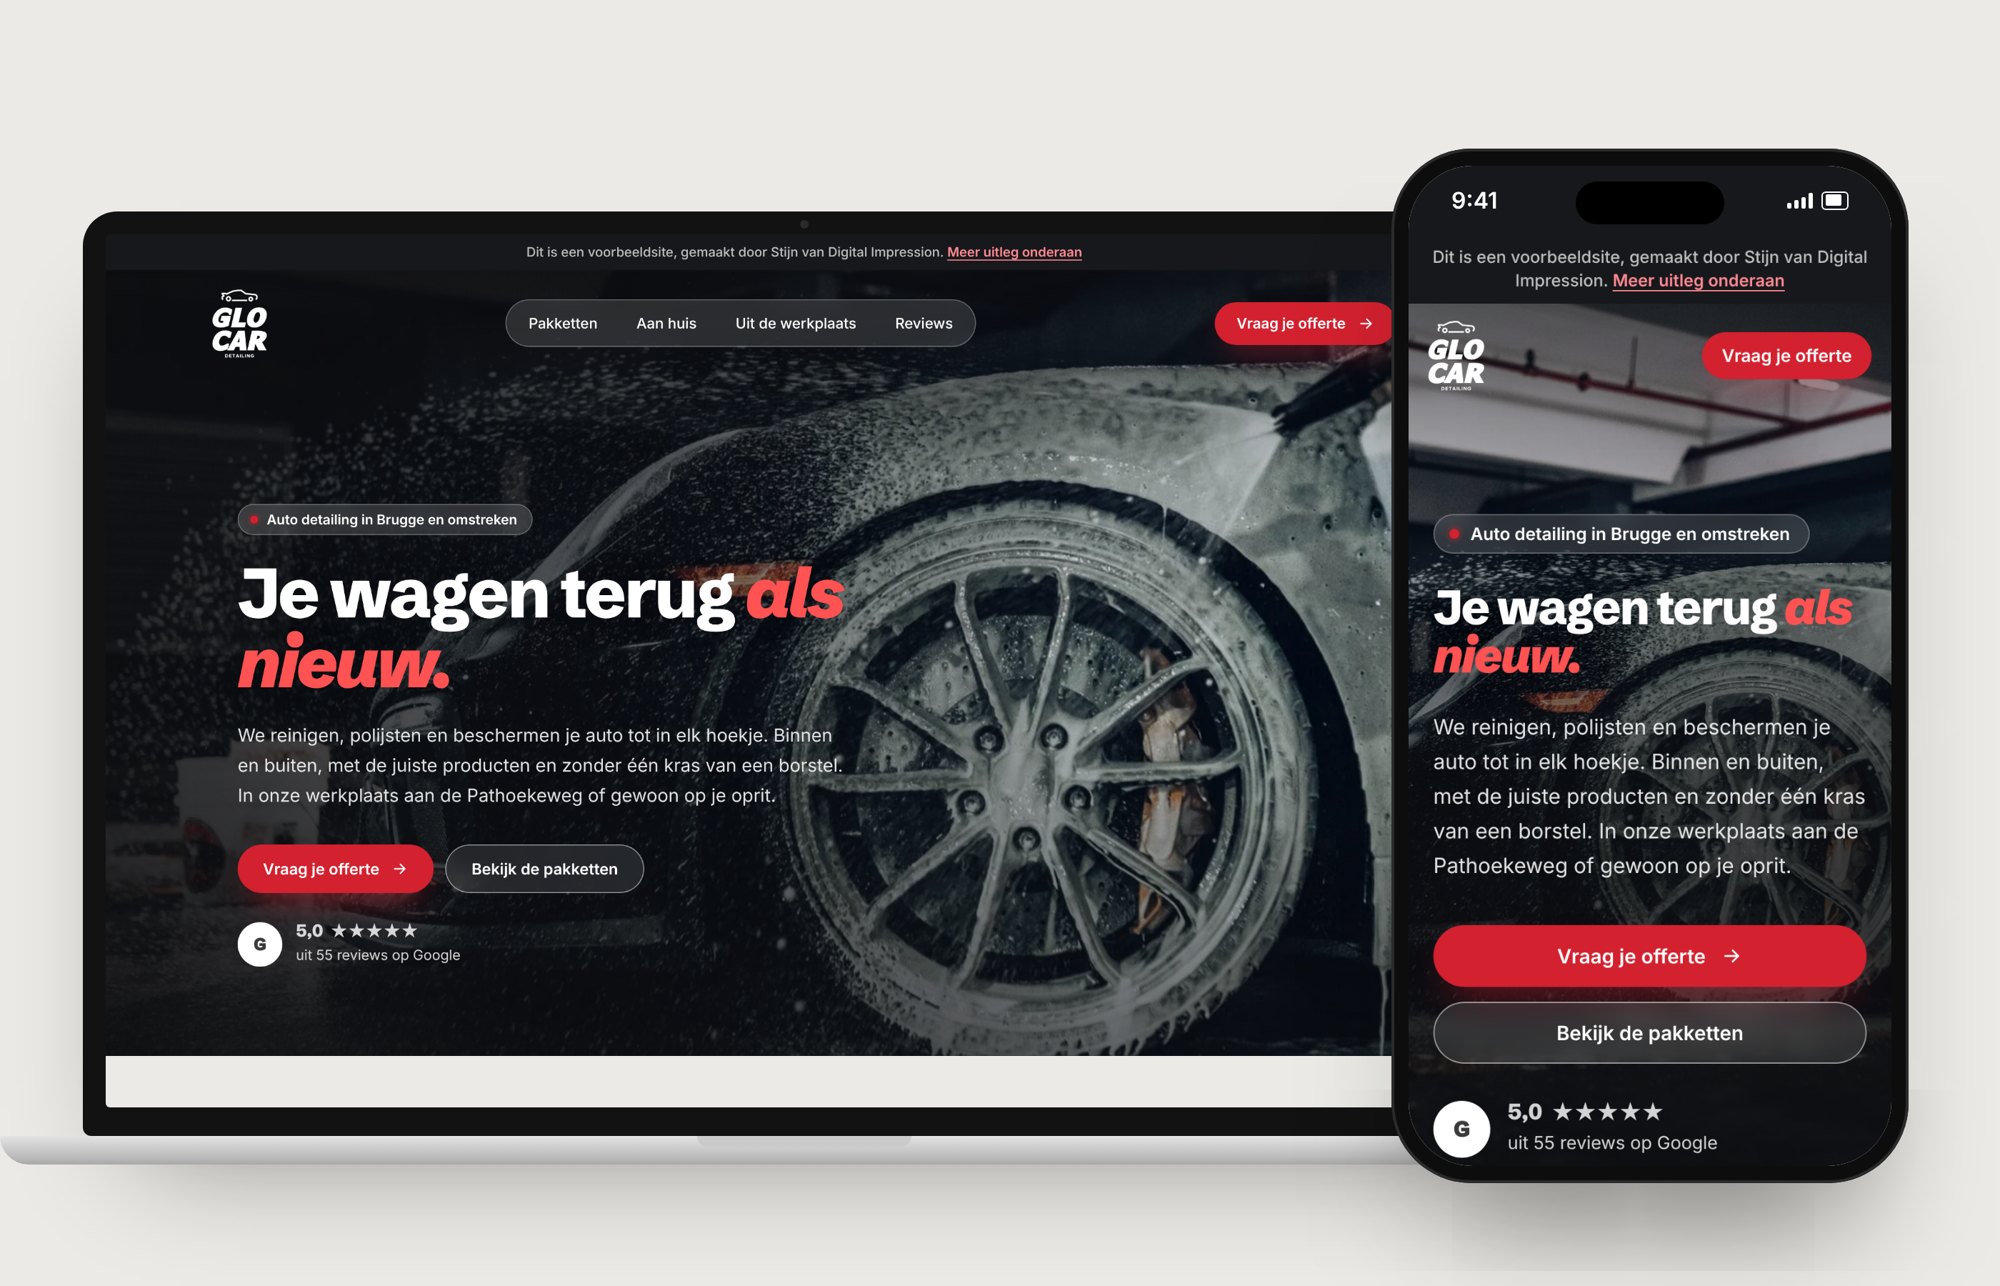 Dit is een voorbeeldsite, gemaakt door Stijn van Digital Impression. Meer uitleg onderaan
GLO
CAR
DETAILING
Pakketten
Aan huis
Uit de werkplaats
Reviews
Vraag je offerte →
Auto detailing in Brugge en omstreken
Je wagen terug als
nieuw.
We reinigen, polijsten en beschermen je auto tot in elk hoekje. Binnen
en buiten, met de juiste producten en zonder één kras van een borstel.
In onze werkplaats aan de Pathoekeweg of gewoon op je oprit.
Vraag je offerte →
Bekijk de pakketten
G
5,0 ★★★★★
uit 55 reviews op Google
9:41
Dit is een voorbeeldsite, gemaakt door Stijn van Digital
Impression. Meer uitleg onderaan
GLO
CAR
DETAILING
Vraag je offerte
Auto detailing in Brugge en omstreken
Je wagen terug als
nieuw.
We reinigen, polijsten en beschermen je
auto tot in elk hoekje. Binnen en buiten,
met de juiste producten en zonder één kras
van een borstel. In onze werkplaats aan de
Pathoekeweg of gewoon op je oprit.
Vraag je offerte →
Bekijk de pakketten
G
5,0 ★★★★★
uit 55 reviews op Google